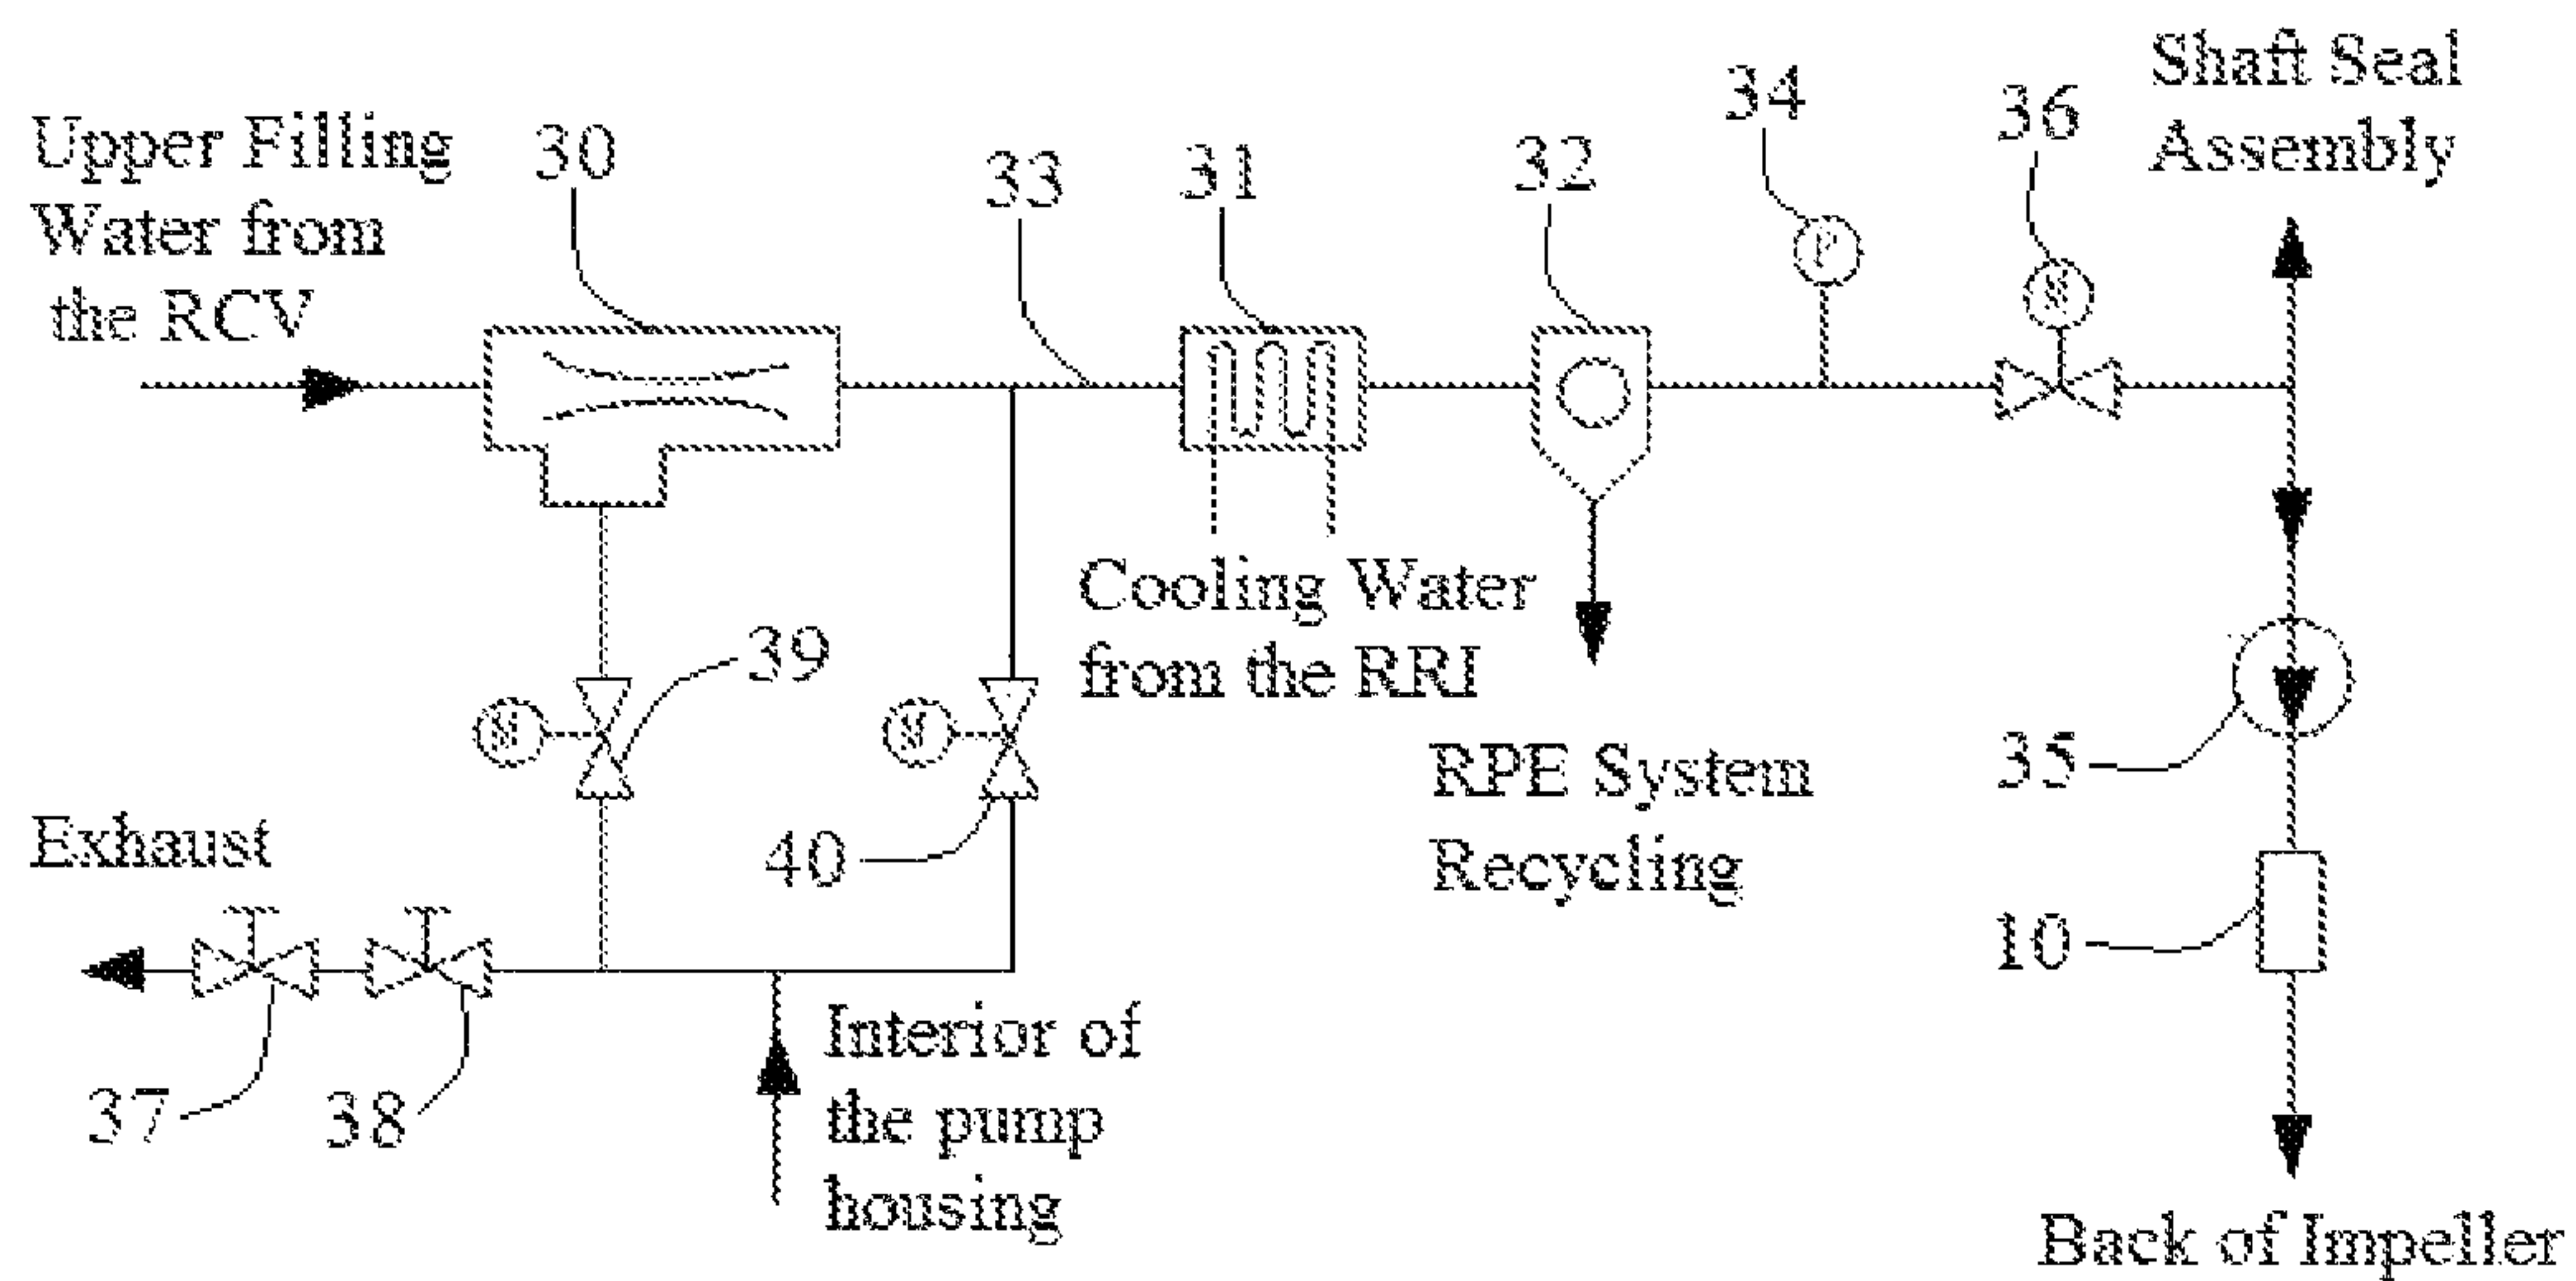 Upper Filling
Water from
the RCV
30
33
31
32
34
36
Shaft Seal
Assembly
P
M
Cooling Water
from the RRI
39
M
M
40
RPE System
Recycling
35
10
Exhaust
37
38
Interior of
the pump
housing
Back of Impeller